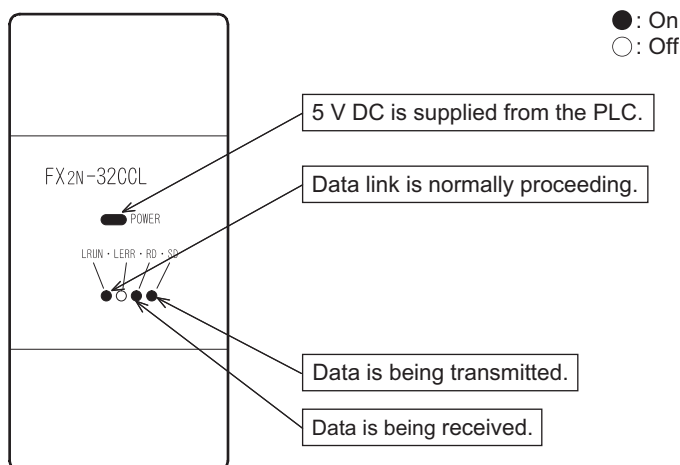 ●: On
○: Off
5 V DC is supplied from the PLC.
FX2N-32CCL
Data link is normally proceeding.
POWER
LRUN・LERR・RD・SD
Data is being transmitted.
Data is being received.